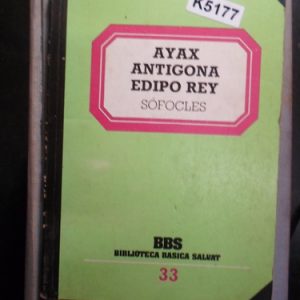 K5177
AYAX
ANTIGONA
EDIPO REY
SÓFOCLES
BBS
BIBLIOTECA BASICA SALVAT
33